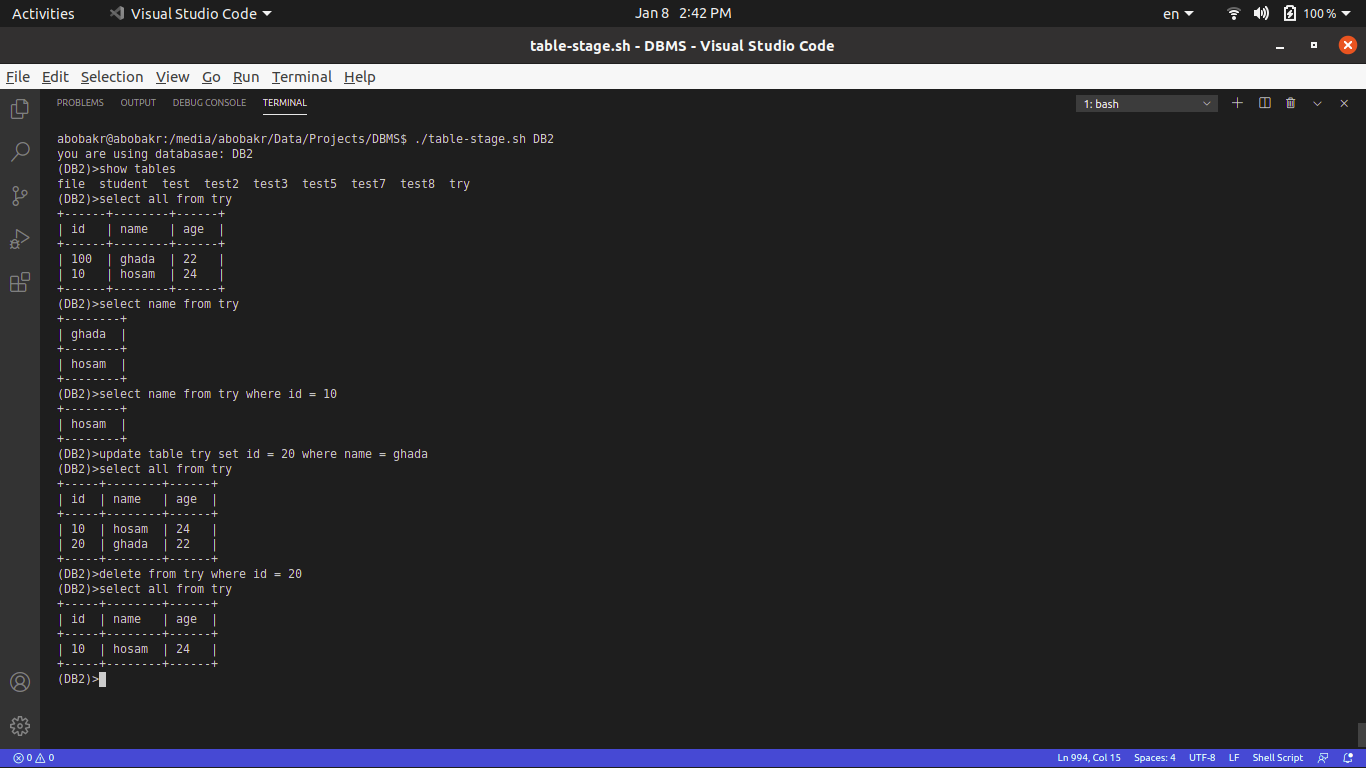 Activities Visual Studio Code Jan 8 2:42 PM en 100 %
table-stage.sh - DBMS - Visual Studio Code
File Edit Selection View Go Run Terminal Help
PROBLEMS OUTPUT DEBUG CONSOLE TERMINAL 1: bash
abobakr@abobakr:/media/abobakr/Data/Projects/DBMS$ ./table-stage.sh DB2
you are using databasae: DB2
(DB2)>show tables
file  student  test  test2  test3  test5  test7  test8  try
(DB2)>select all from try
+------+--------+------+
| id   | name   | age  |
+------+--------+------+
| 100  | ghada  | 22   |
| 10   | hosam  | 24   |
+------+--------+------+
(DB2)>select name from try
+--------+
| ghada  |
+--------+
| hosam  |
+--------+
(DB2)>select name from try where id = 10
+--------+
| hosam  |
+--------+
(DB2)>update table try set id = 20 where name = ghada
(DB2)>select all from try
+-----+--------+------+
| id  | name   | age  |
+-----+--------+------+
| 10  | hosam  | 24   |
| 20  | ghada  | 22   |
+-----+--------+------+
(DB2)>delete from try where id = 20
(DB2)>select all from try
+-----+--------+------+
| id  | name   | age  |
+-----+--------+------+
| 10  | hosam  | 24   |
+-----+--------+------+
(DB2)>
0 0 Ln 994, Col 15 Spaces: 4 UTF-8 LF Shell Script